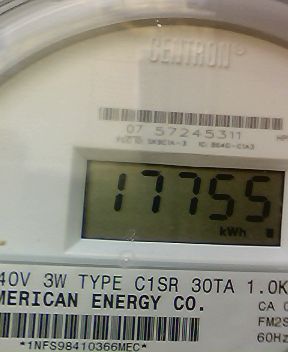 CENTRON®
07 57245311
17755
kWh
40V 3W TYPE C1SR 30TA 1.0K
MERICAN ENERGY CO.
CA
FM2S
60Hz
*1NFS98410366MEC*